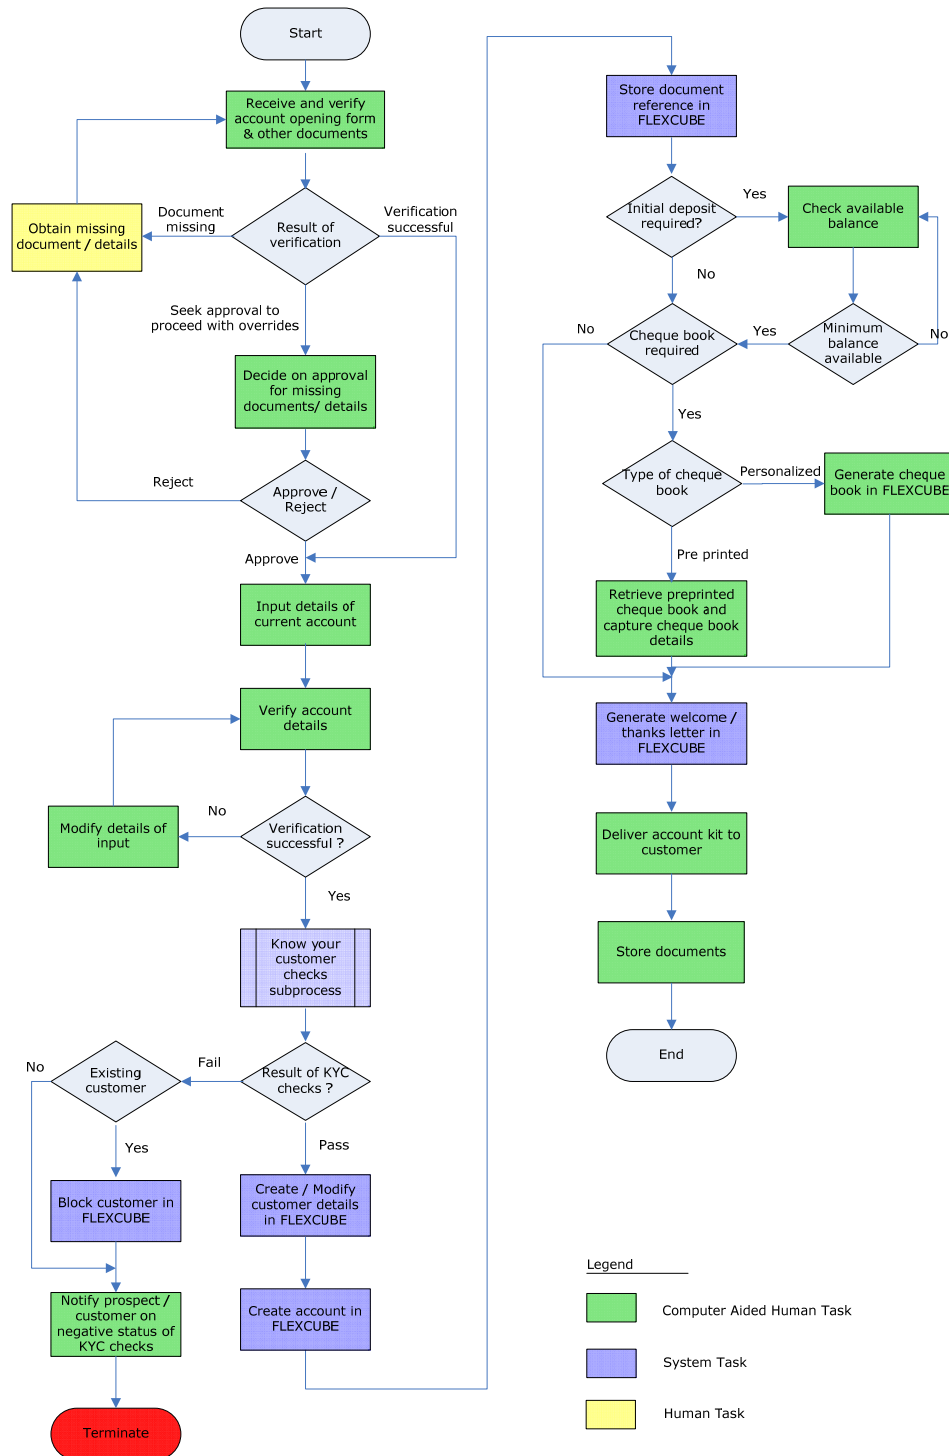 Start
Receive and verify
account opening form
& other documents
Obtain missing
document / details
Document
missing
Result of
verification
Verification
successful
Seek approval to
proceed with overrides
Decide on approval
for missing
documents/ details
Reject
Approve /
Reject
Approve
Input details of
current account
Verify account
details
Modify details of
input
No
Verification
successful ?
Yes
Know your
customer
checks
subprocess
No
Existing
customer
Fail
Result of KYC
checks ?
Yes
Pass
Block customer in
FLEXCUBE
Create / Modify
customer details
in FLEXCUBE
Notify prospect /
customer on
negative status of
KYC checks
Create account in
FLEXCUBE
Terminate
Store document
reference in
FLEXCUBE
Initial deposit
required?
Yes
Check available
balance
No
No
Cheque book
required
Yes
Minimum
balance
available
No
Yes
Type of cheque
book
Personalized
Generate cheque
book in FLEXCUBE
Pre printed
Retrieve preprinted
cheque book and
capture cheque book
details
Generate welcome /
thanks letter in
FLEXCUBE
Deliver account kit to
customer
Store documents
End
Legend
Computer Aided Human Task
System Task
Human Task